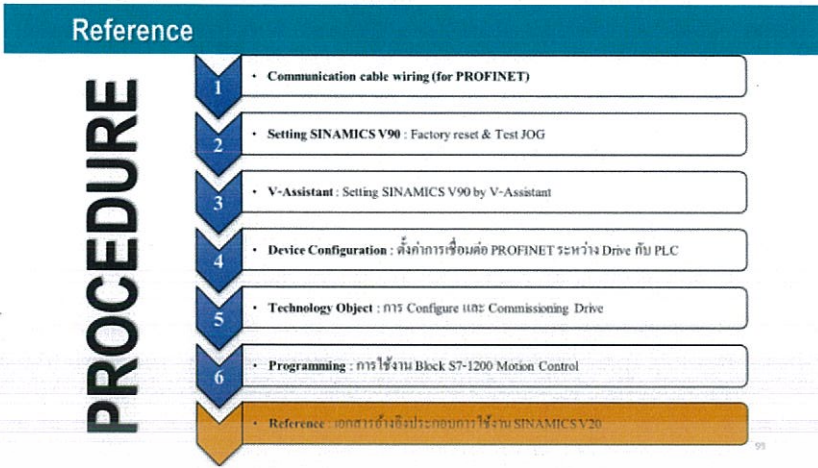 Reference
PROCEDURE
1
• Communication cable wiring (for PROFINET)
2
• Setting SINAMICS V90 : Factory reset & Test JOG
3
• V-Assistant : Setting SINAMICS V90 by V-Assistant
4
• Device Configuration : ตั้งค่าการเชื่อมต่อ PROFINET ระหว่าง Drive กับ PLC
5
• Technology Object : การ Configure และ Commissioning Drive
6
• Programming : การใช้งาน Block S7-1200 Motion Control
• Reference : เอกสารอ้างอิงประกอบการใช้งาน SINAMICS V20